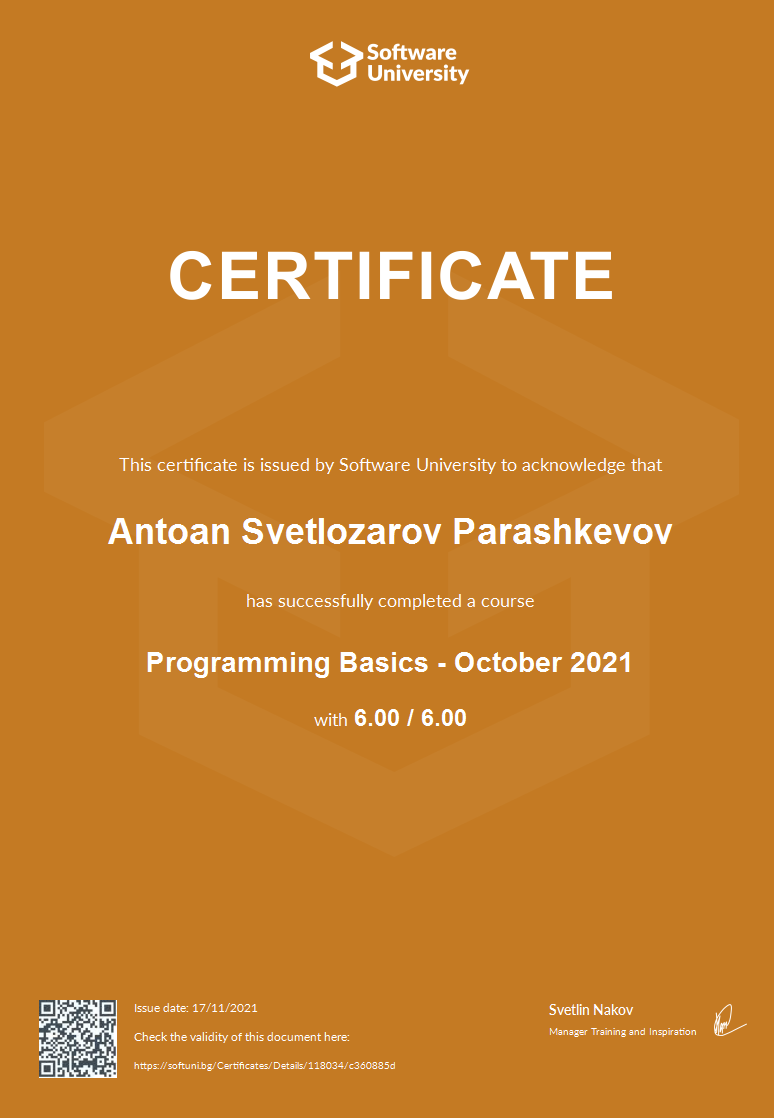 Software
University
CERTIFICATE
This certificate is issued by Software University to acknowledge that
Antoan Svetlozarov Parashkevov
has successfully completed a course
Programming Basics - October 2021
with 6.00 / 6.00
Issue date: 17/11/2021
Check the validity of this document here:
https://softuni.bg/Certificates/Details/118034/c360885d
Svetlin Nakov
Manager Training and Inspiration